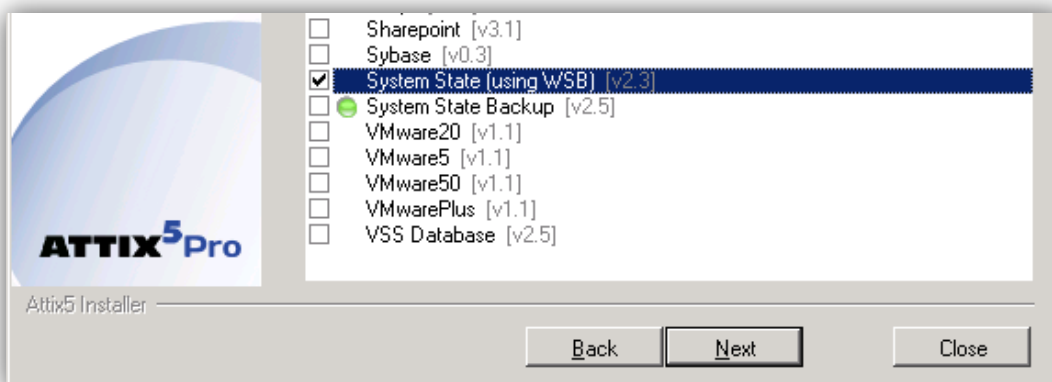 Sharepoint [v3.1]
Sybase [v0.3]
System State (using WSB) [v2.3]
System State Backup [v2.5]
VMware20 [v1.1]
VMware5 [v1.1]
VMware50 [v1.1]
VMwarePlus [v1.1]
VSS Database [v2.5]
ATTIX5Pro
Attix5 Installer
Back
Next
Close